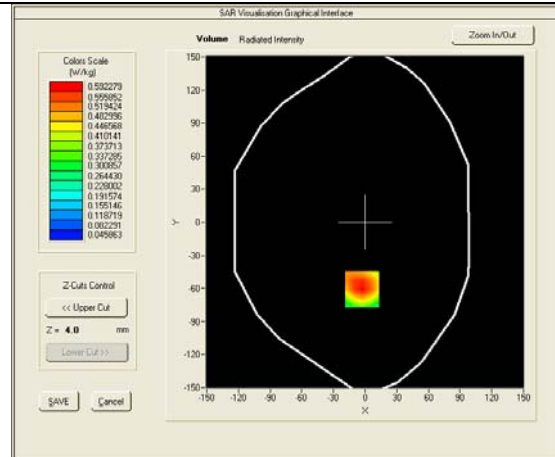 SAR Visualisation Graphical Interface
Volume Radiated Intensity
Zoom In/Out
Colors Scale
(W/kg)
0.592279
0.555852
0.519424
0.482996
0.446568
0.410141
0.373713
0.337285
0.300857
0.264430
0.228002
0.191574
0.155146
0.118719
0.082291
0.045863
Z-Cuts Control
<< Upper Cut
Z = 4.0 mm
Lower Cut >>
SAVE
Cancel
Y
150
120
90
60
30
0
-30
-60
-90
-120
-150
-150 -120 -90 -60 -30 0 30 60 90 120 150
X